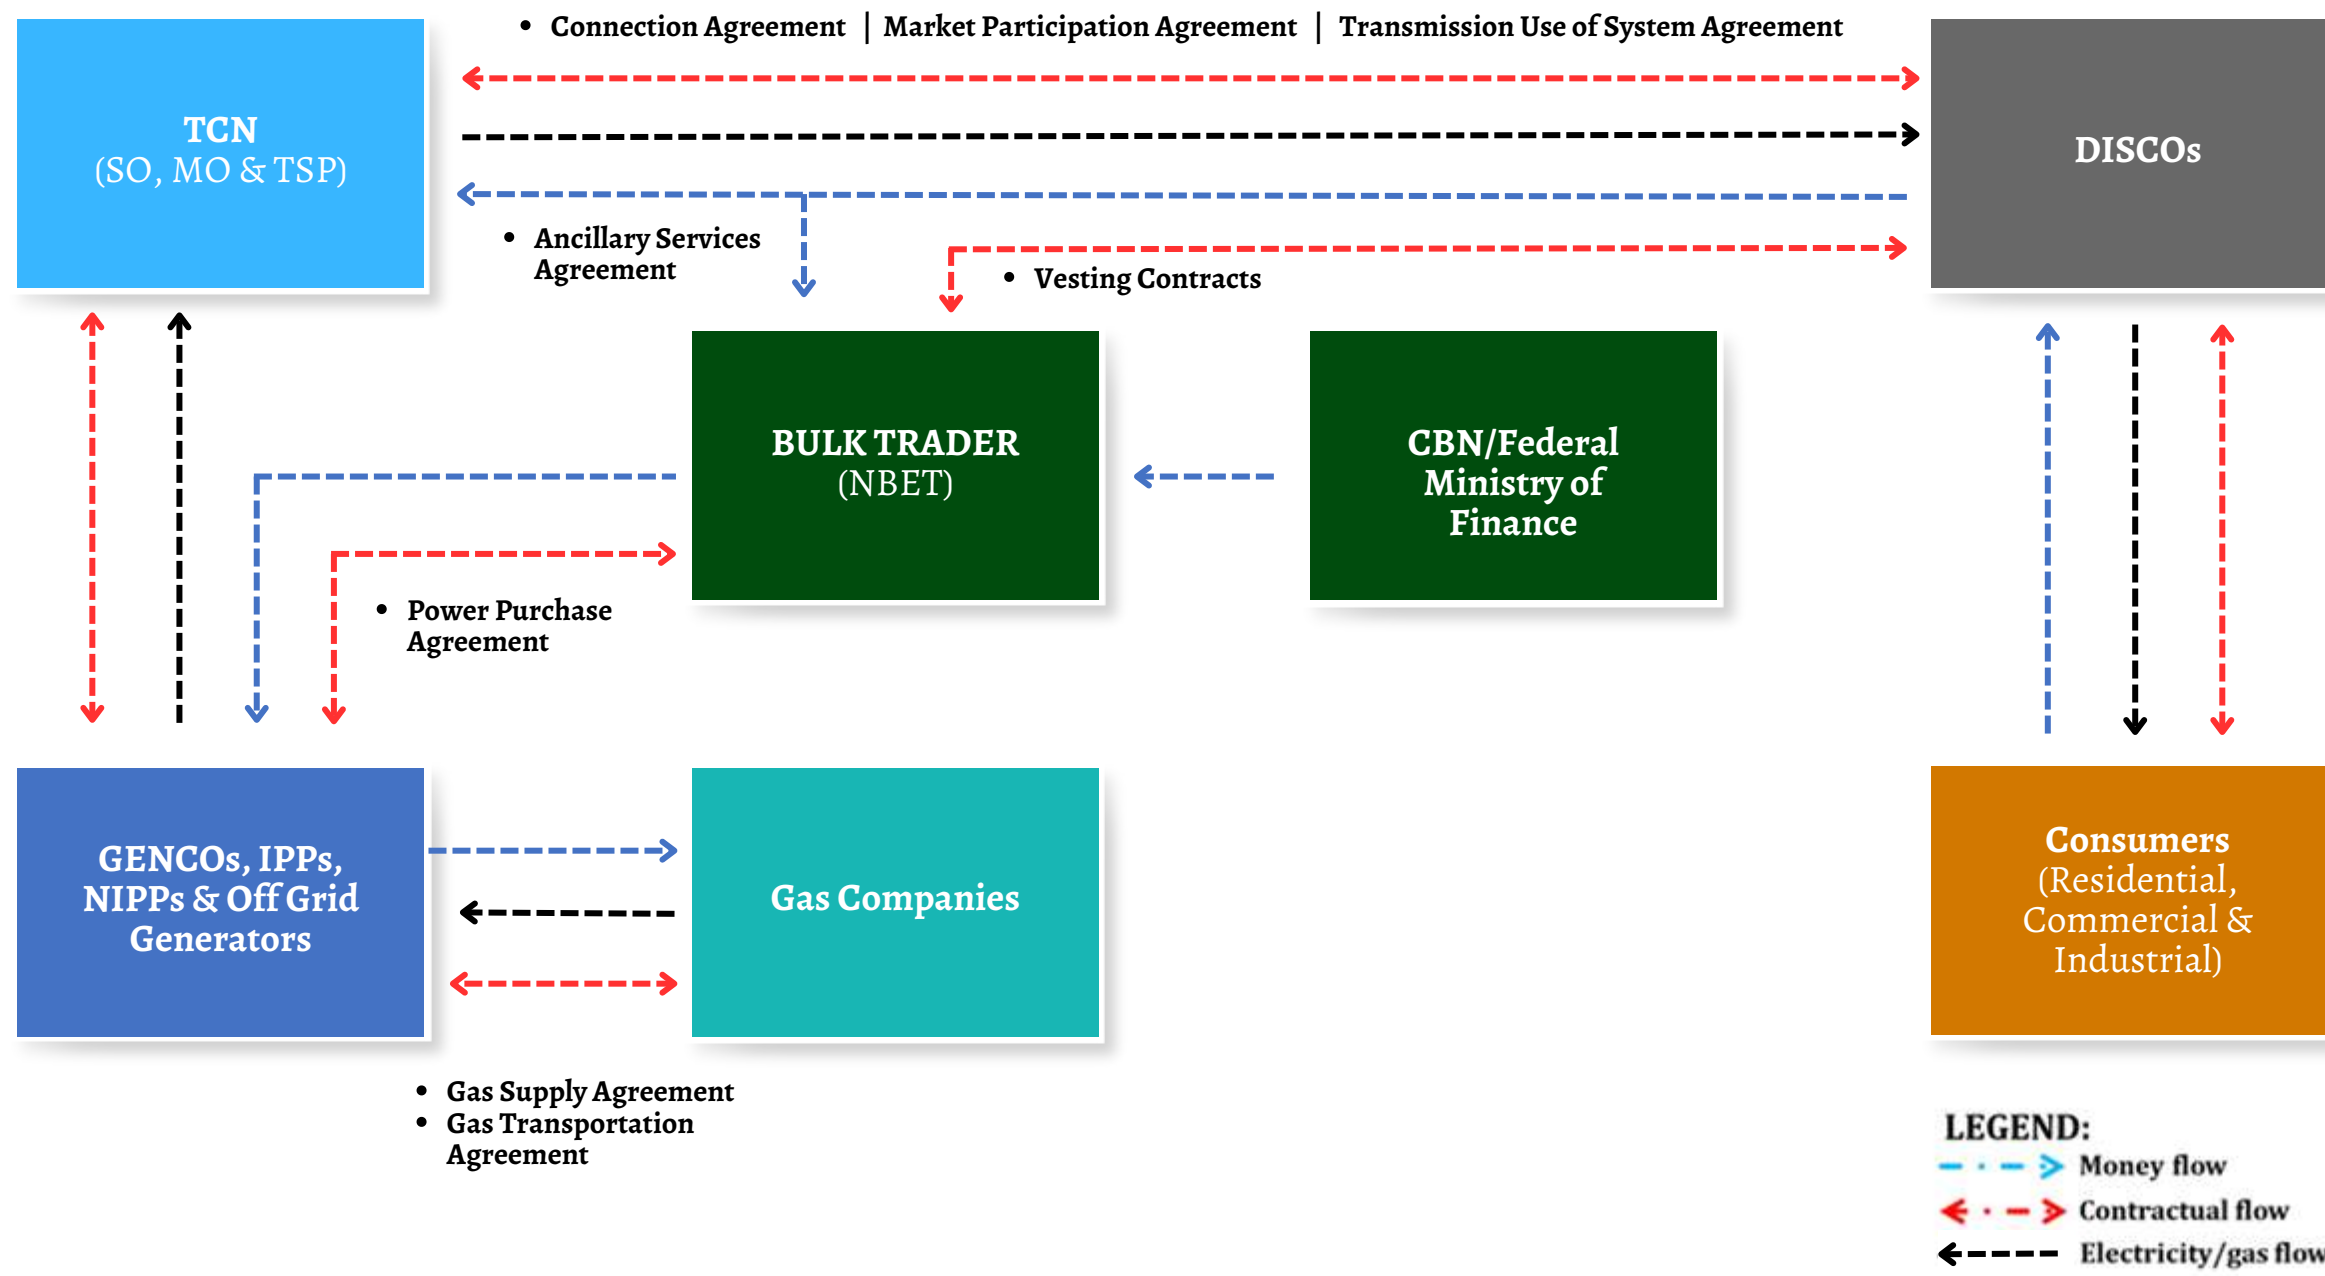 • Connection Agreement | Market Participation Agreement | Transmission Use of System Agreement
TCN
(SO, MO & TSP)
DISCOs
• Ancillary Services
Agreement
• Vesting Contracts
BULK TRADER
(NBET)
CBN/Federal
Ministry of
Finance
• Power Purchase
Agreement
GENCOs, IPPs,
NIPPs & Off Grid
Generators
Gas Companies
Consumers
(Residential,
Commercial &
Industrial)
• Gas Supply Agreement
• Gas Transportation
Agreement
LEGEND:
Money flow
Contractual flow
Electricity/gas flow